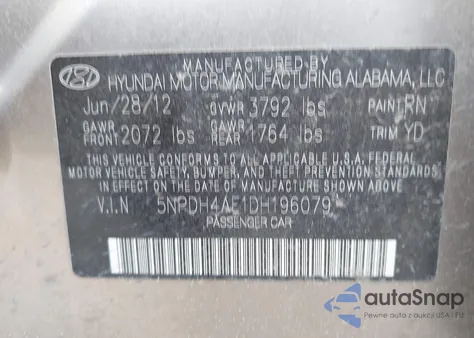 MANUFACTURED BY
HYUNDAI MOTOR MANUFACTURING ALABAMA, LLC
Jun/28/12 GVWR 3792 lbs PAINT RN
GAWR FRONT 2072 lbs GAWR REAR 1764 lbs TRIM YD
THIS VEHICLE CONFORMS TO ALL APPLICABLE U.S.A. FEDERAL
MOTOR VEHICLE SAFETY, BUMPER, AND THEFT PREVENTION STANDARDS
IN EFFECT ON THE DATE OF MANUFACTURE SHOWN ABOVE.
V.I.N 5NPDH4AE1DH196079
PASSENGER CAR
autoSnap
Pewne auto z aukcji USA i EU